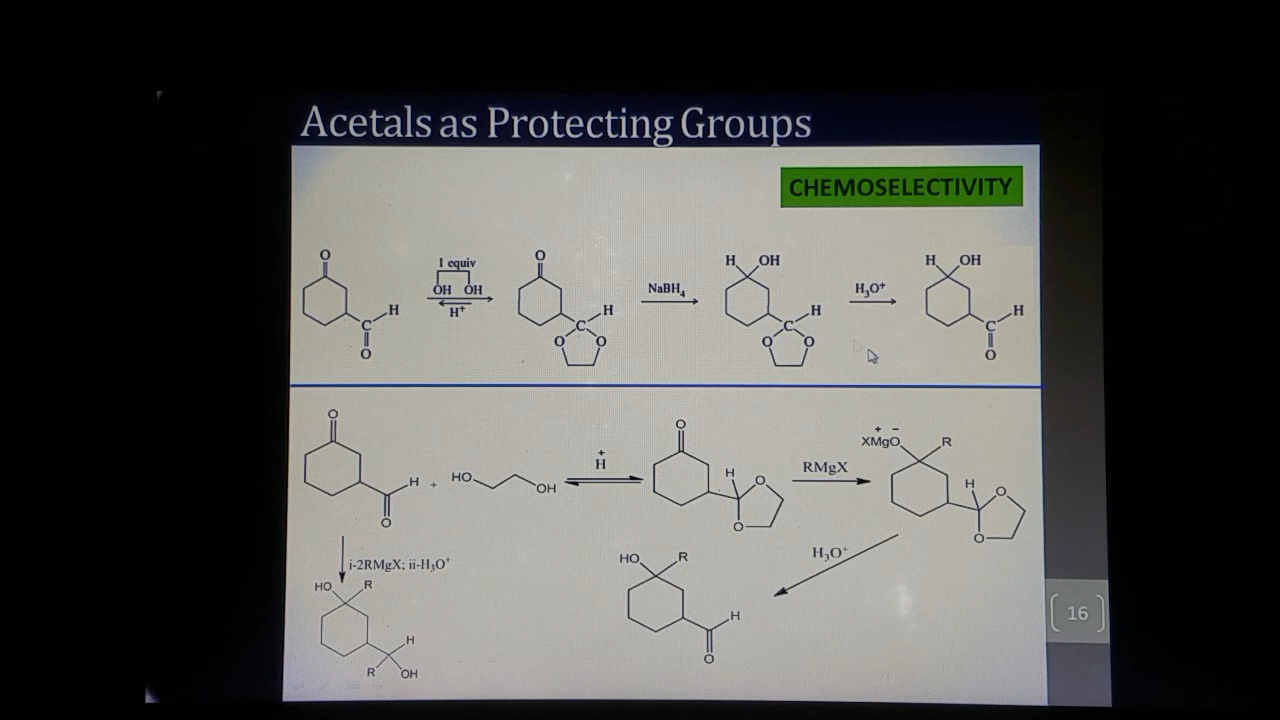 Acetals as Protecting Groups
CHEMOSELECTIVITY
O
H
C
O
1 equiv
OH OH
H⁺
O
H
C
O O
NaBH₄
H OH
H
C
O O
H₃O⁺
H OH
H
C
O
O
H
O
+
HO
OH
+
H
O
H
O
O
RMgX
+ −
XMgO
R
H
O
O
i-2RMgX; ii-H₃O⁺
HO
R
H
R
OH
H₃O⁺
HO
R
H
O
16